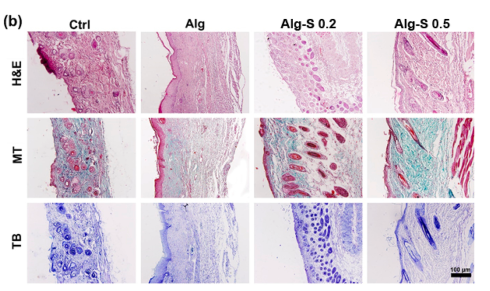 (b)
Ctrl Alg Alg-S 0.2 Alg-S 0.5
H&E
MT
TB
100 μm